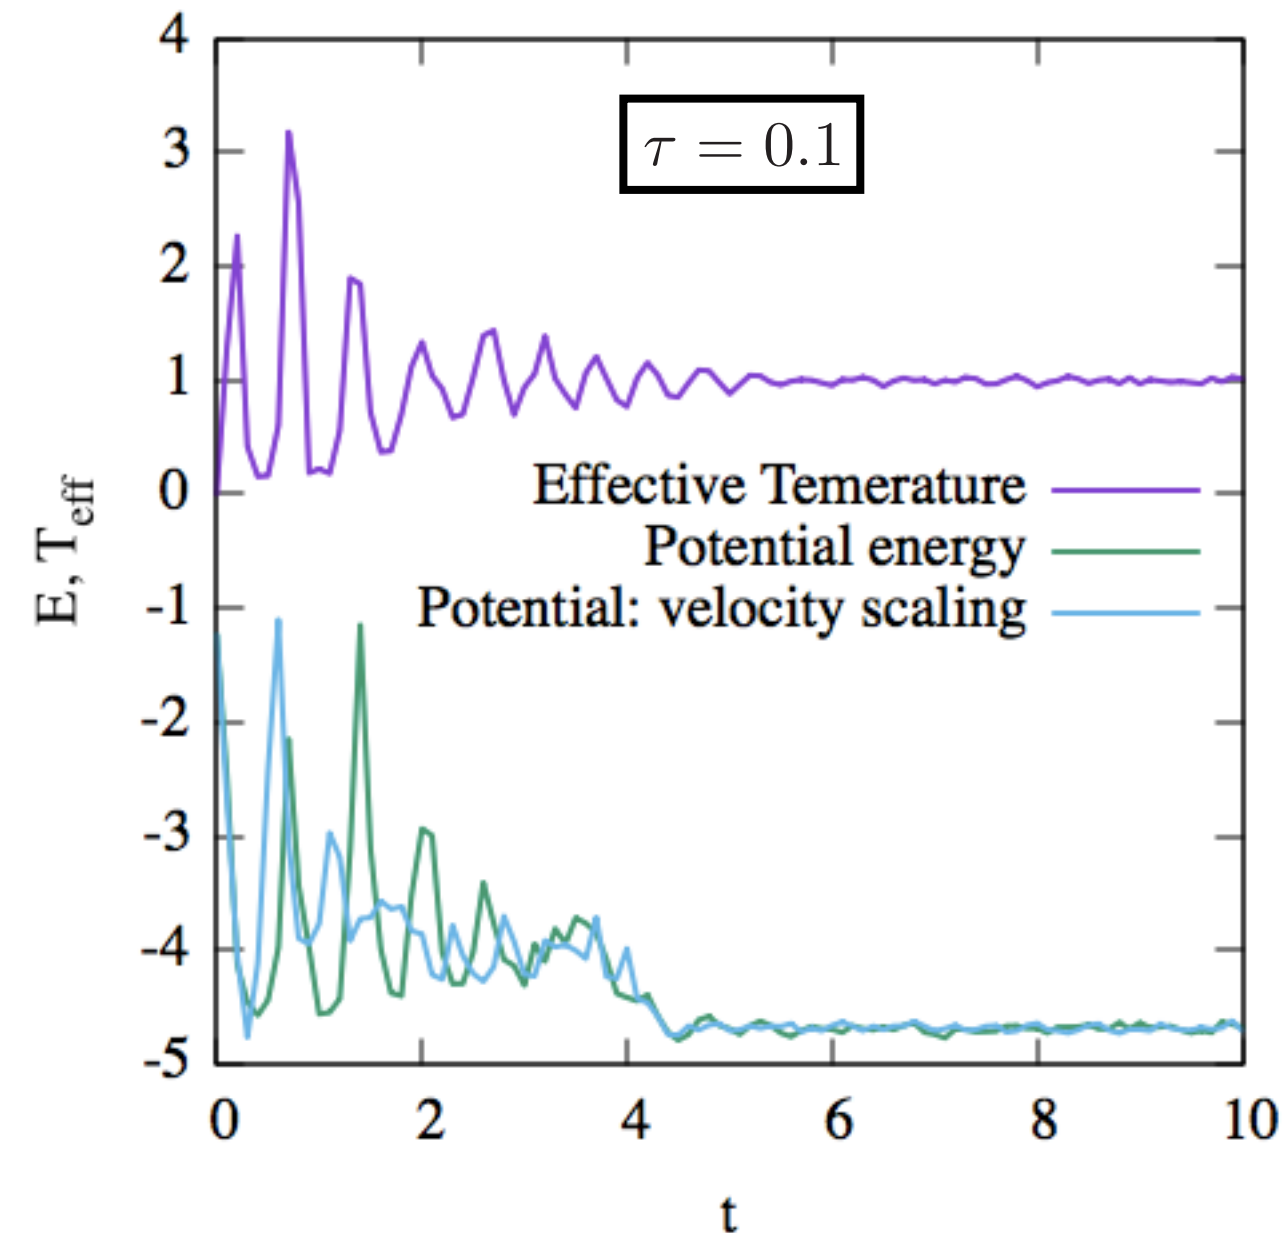 4
3
2
1
0
-1
-2
-3
-4
-5
E, T_eff
τ = 0.1
Effective Temerature
Potential energy
Potential: velocity scaling
0 2 4 6 8 10
t